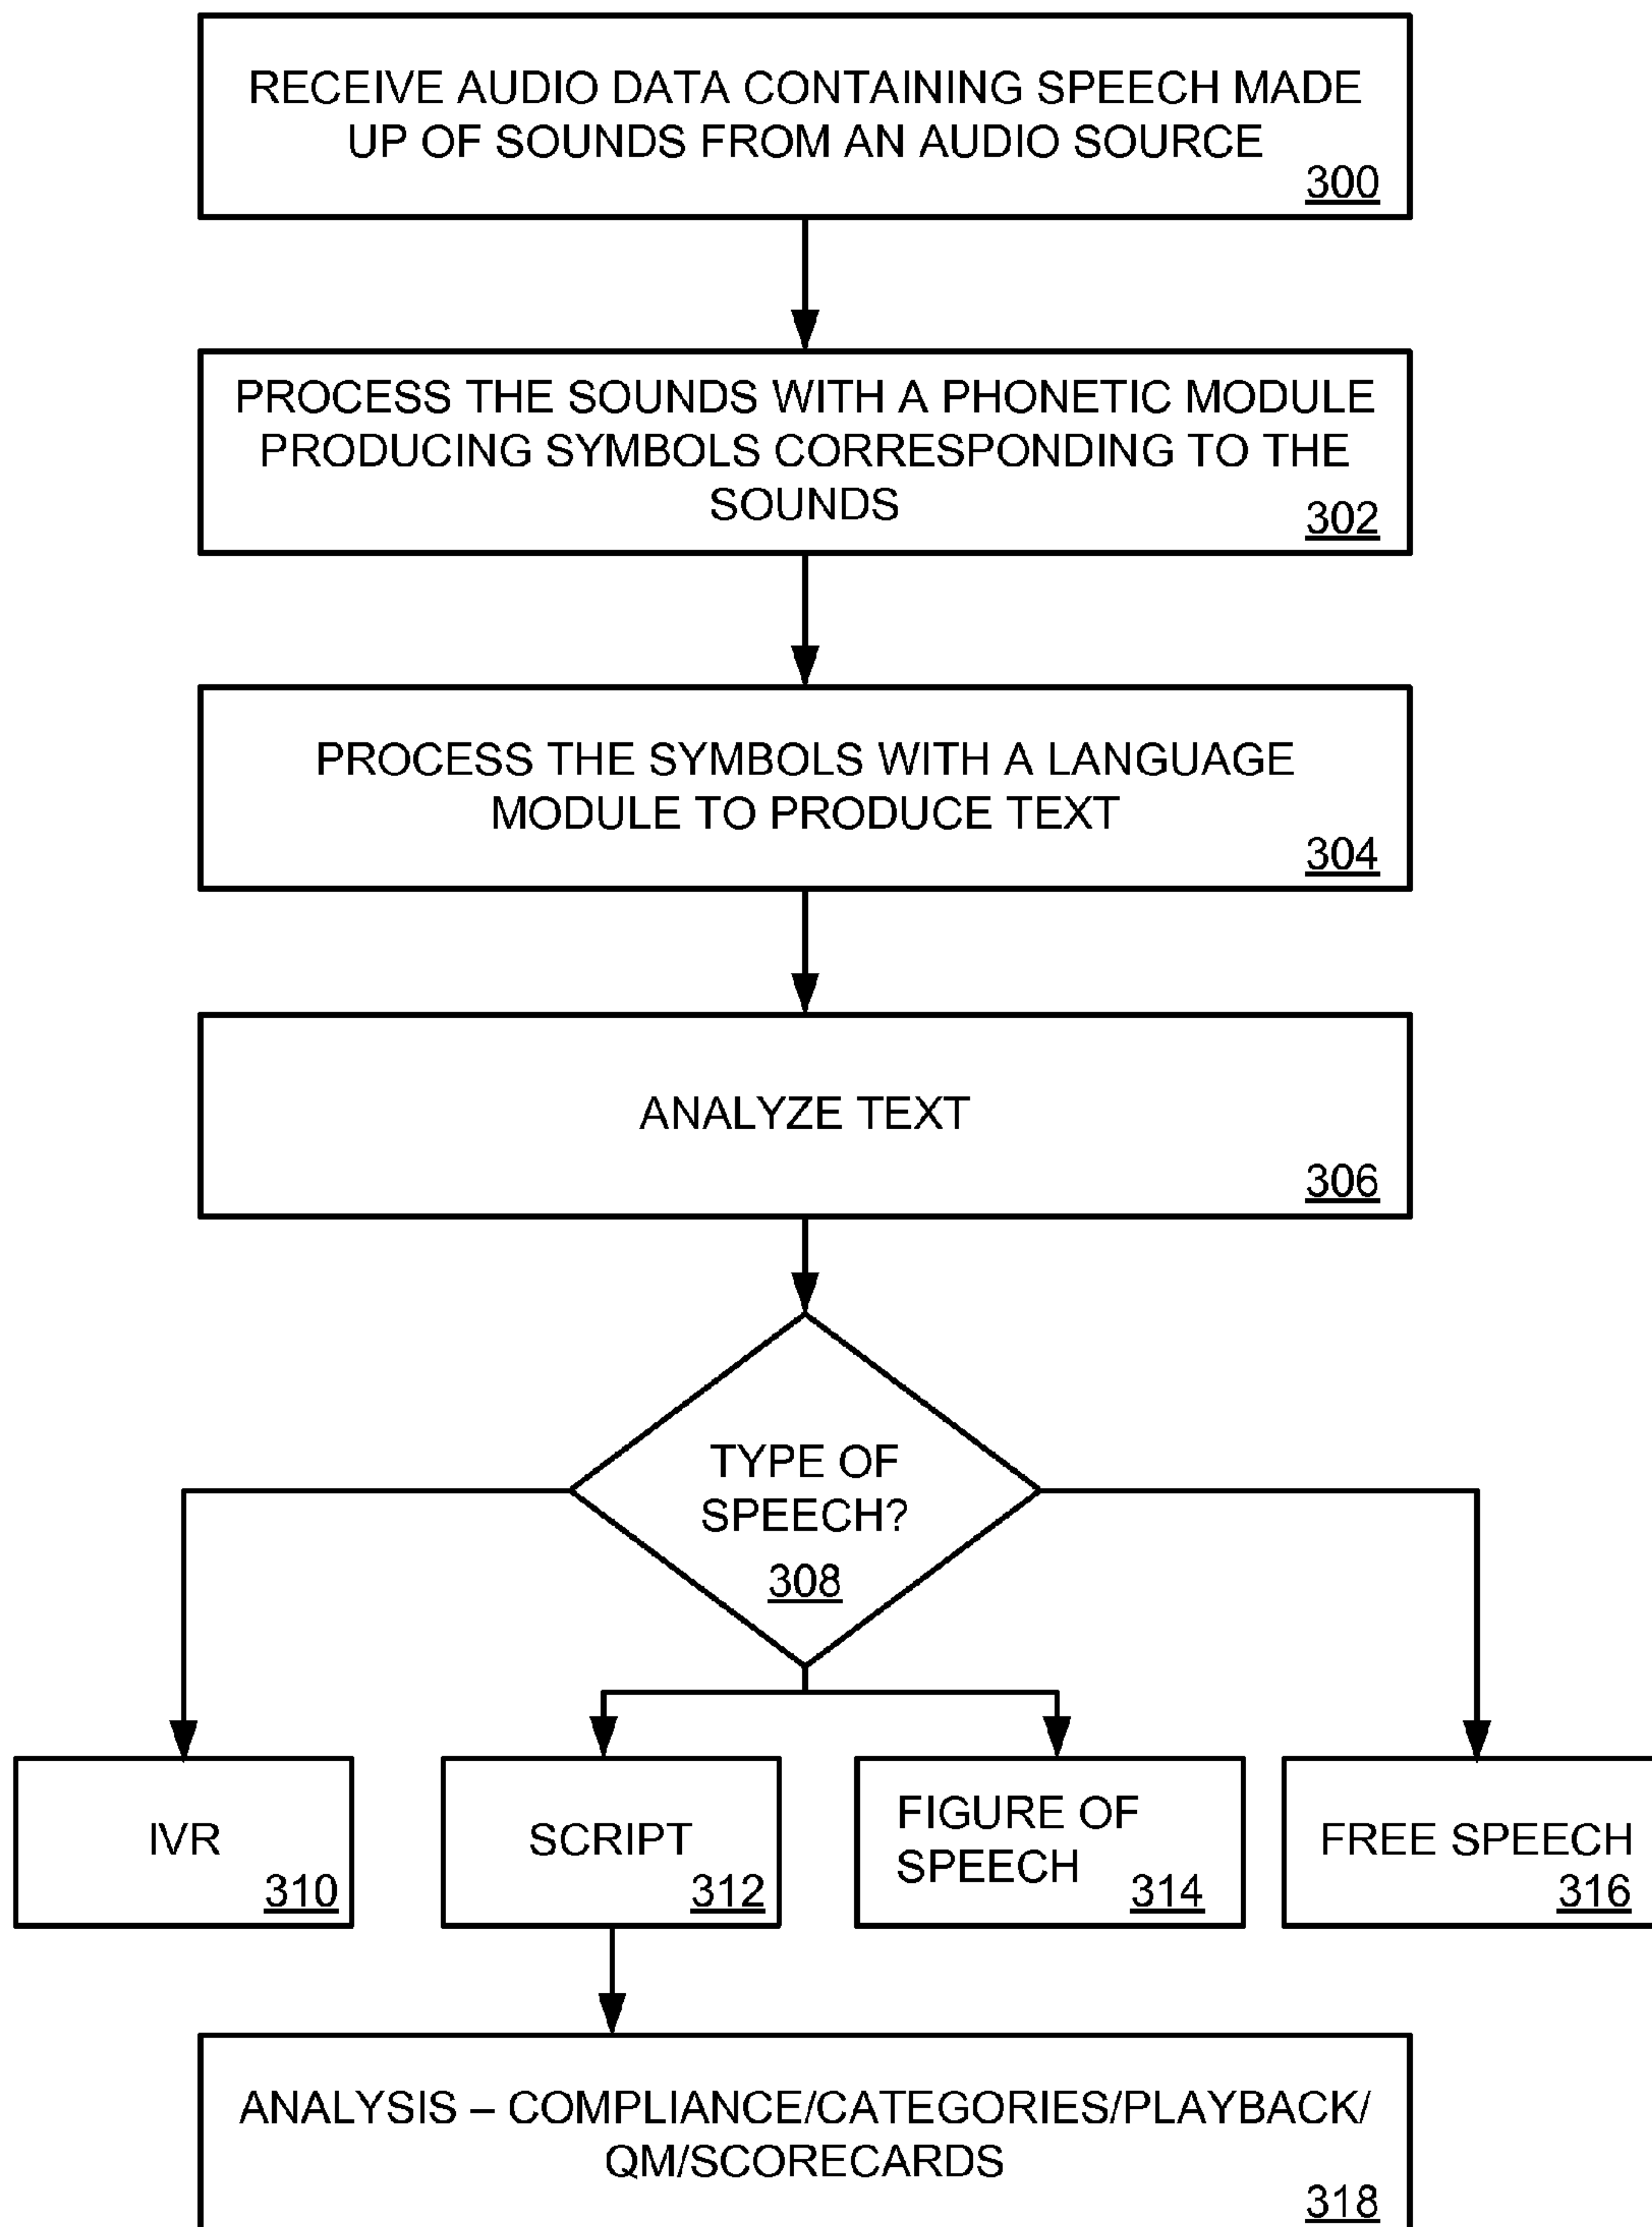 RECEIVE AUDIO DATA CONTAINING SPEECH MADE
UP OF SOUNDS FROM AN AUDIO SOURCE
300
PROCESS THE SOUNDS WITH A PHONETIC MODULE
PRODUCING SYMBOLS CORRESPONDING TO THE
SOUNDS
302
PROCESS THE SYMBOLS WITH A LANGUAGE
MODULE TO PRODUCE TEXT
304
ANALYZE TEXT
306
TYPE OF
SPEECH?
308
IVR
310
SCRIPT
312
FIGURE OF
SPEECH
314
FREE SPEECH
316
ANALYSIS – COMPLIANCE/CATEGORIES/PLAYBACK/
QM/SCORECARDS
318